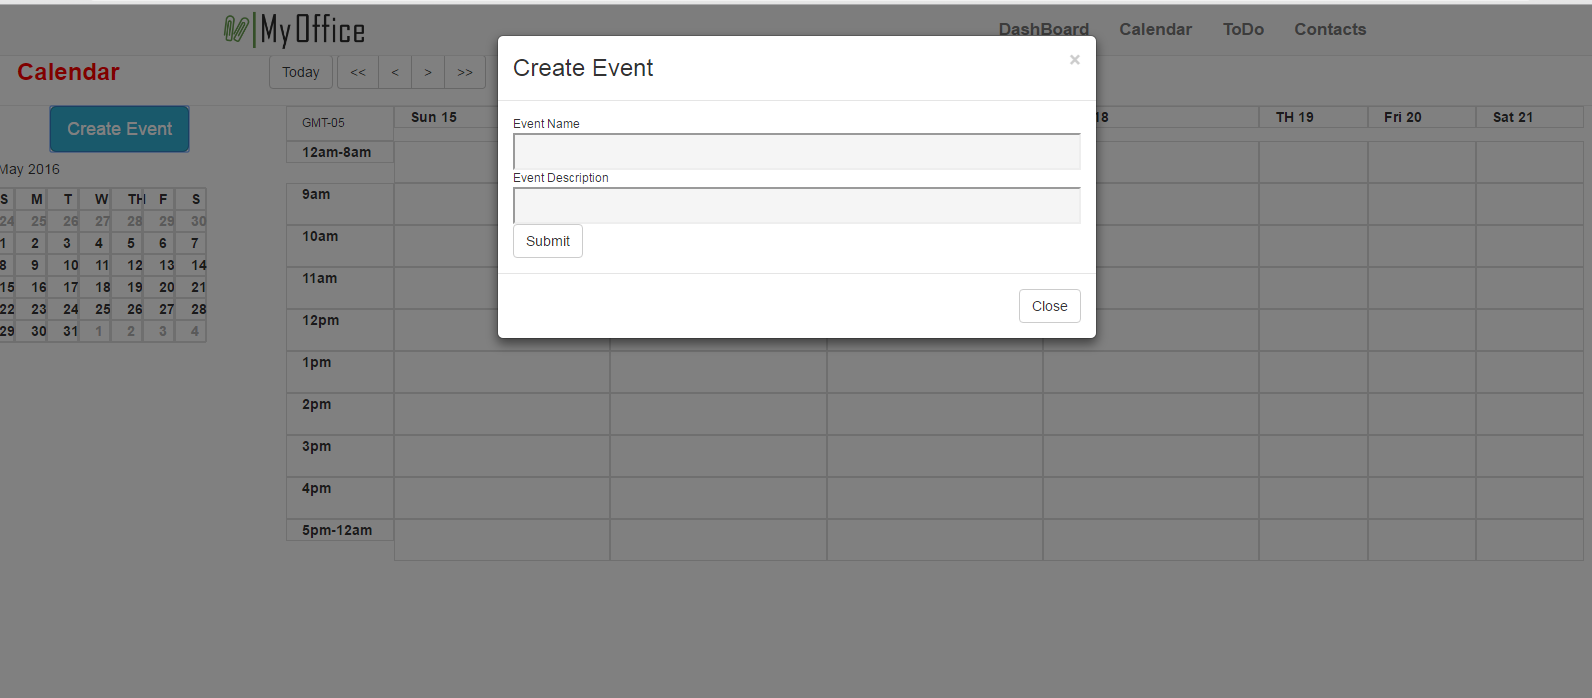 MyOffice
DashBoard Calendar ToDo Contacts
Calendar
Today << < > >>
Create Event
×
Event Name
Event Description
Submit
Close
Create Event
May 2016
S M T W TH F S
24 25 26 27 28 29 30
1 2 3 4 5 6 7
8 9 10 11 12 13 14
15 16 17 18 19 20 21
22 23 24 25 26 27 28
29 30 31 1 2 3 4
GMT-05 Sun 15 18 TH 19 Fri 20 Sat 21
12am-8am
9am
10am
11am
12pm
1pm
2pm
3pm
4pm
5pm-12am